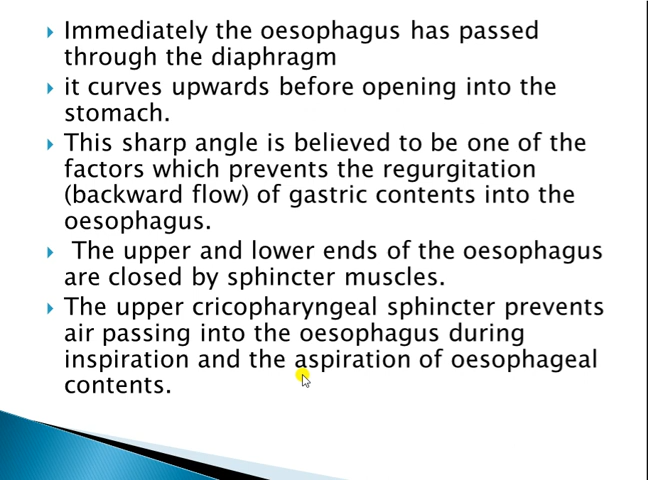 Immediately the oesophagus has passed
through the diaphragm
it curves upwards before opening into the
stomach.
This sharp angle is believed to be one of the
factors which prevents the regurgitation
(backward flow) of gastric contents into the
oesophagus.
The upper and lower ends of the oesophagus
are closed by sphincter muscles.
The upper cricopharyngeal sphincter prevents
air passing into the oesophagus during
inspiration and the aspiration of oesophageal
contents.